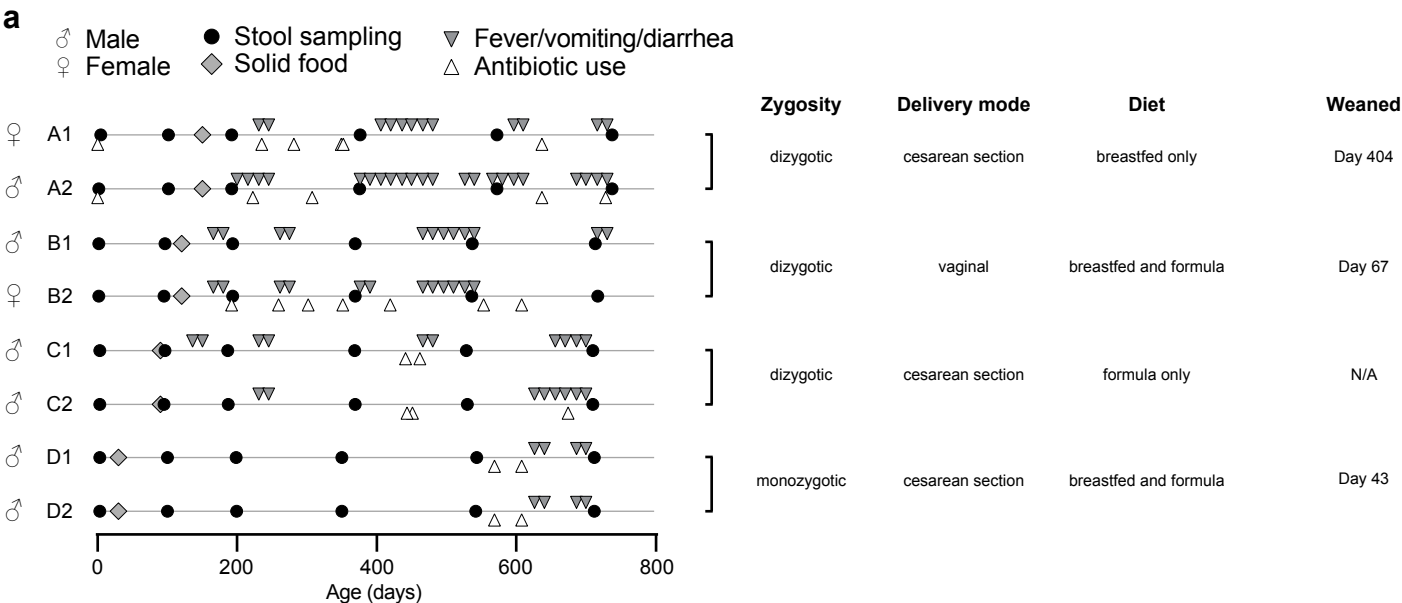 a
♂ Male ● Stool sampling ▼ Fever/vomiting/diarrhea
♀ Female ◆ Solid food △ Antibiotic use
Zygosity Delivery mode Diet Weaned
♀ A1
dizygotic cesarean section breastfed only Day 404
♂ A2
♂ B1
dizygotic vaginal breastfed and formula Day 67
♀ B2
♂ C1
dizygotic cesarean section formula only N/A
♂ C2
♂ D1
monozygotic cesarean section breastfed and formula Day 43
♂ D2
0 200 400 600 800
Age (days)